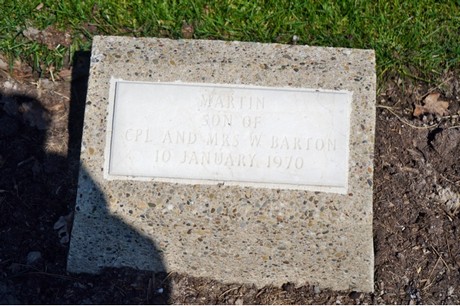 MARTIN
SON OF
CPL AND MRS W BARTON
10 JANUARY 1970